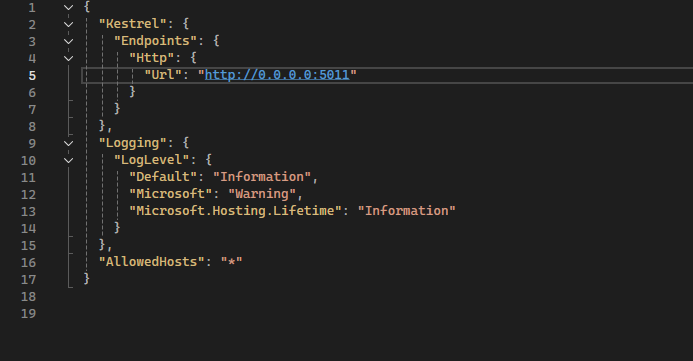 1 {
2 "Kestrel": {
3 "Endpoints": {
4 "Http": {
5 "Url": "http://0.0.0.0:5011"
6 }
7 }
8 },
9 "Logging": {
10 "LogLevel": {
11 "Default": "Information",
12 "Microsoft": "Warning",
13 "Microsoft.Hosting.Lifetime": "Information"
14 }
15 },
16 "AllowedHosts": "*"
17 }
18
19